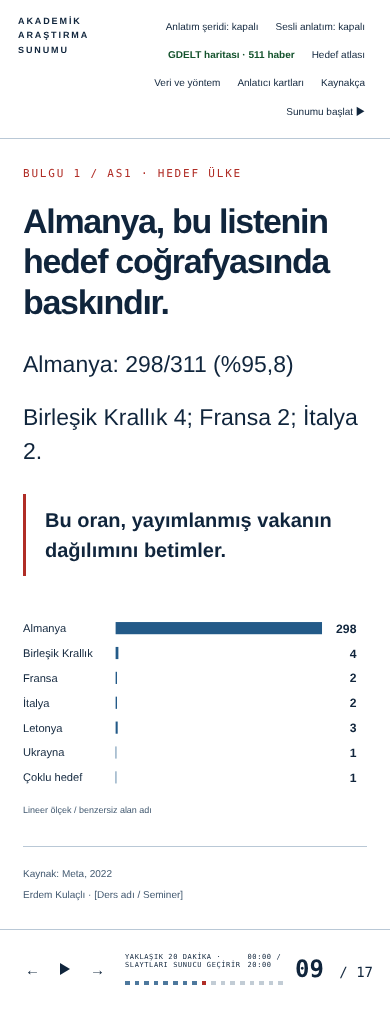 AKADEMİK
ARAŞTIRMA
SUNUMU
Anlatım şeridi: kapalı Sesli anlatım: kapalı
GDELT haritası · 511 haber Hedef atlası
Veri ve yöntem Anlatıcı kartları Kaynakça
Sunumu başlat ▶
BULGU 1 / AS1 · HEDEF ÜLKE
Almanya, bu listenin
hedef coğrafyasında
baskındır.
Almanya: 298/311 (%95,8)
Birleşik Krallık 4; Fransa 2; İtalya
2.
Bu oran, yayımlanmış vakanın
dağılımını betimler.
Almanya 298
Birleşik Krallık 4
Fransa 2
İtalya 2
Letonya 3
Ukrayna 1
Çoklu hedef 1
Lineer ölçek / benzersiz alan adı
Kaynak: Meta, 2022
Erdem Kulaçlı · [Ders adı / Seminer]
← ▶ →
YAKLAŞIK 20 DAKİKA ·
SLAYTLARI SUNUCU GEÇİRİR
00:00 /
20:00
09 / 17